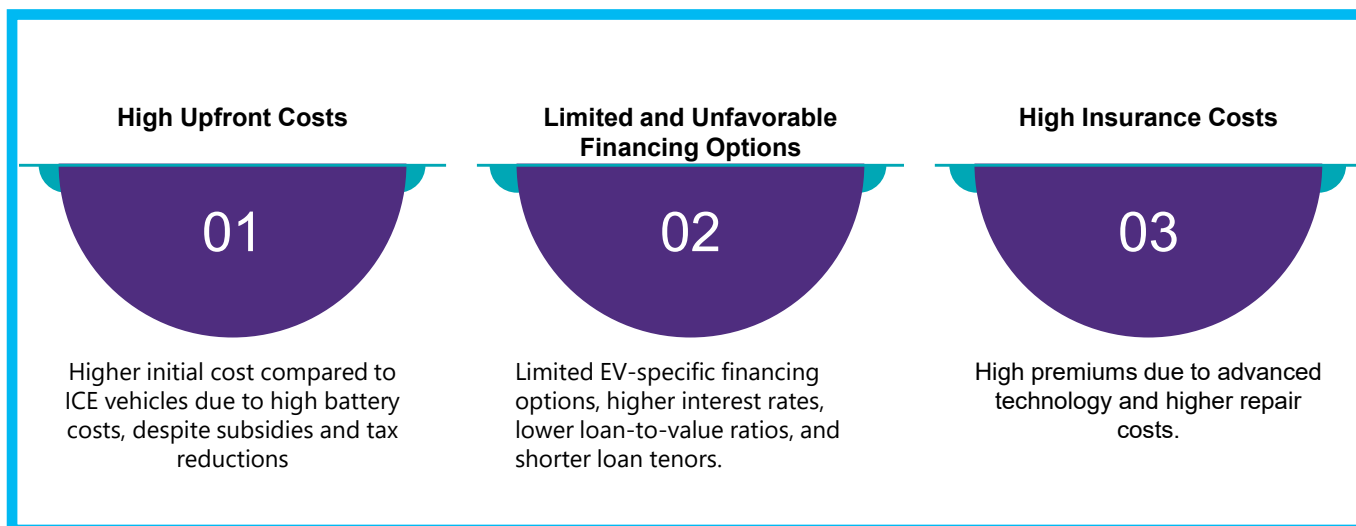 High Upfront Costs
01
Higher initial cost compared to
ICE vehicles due to high battery
costs, despite subsidies and tax
reductions
Limited and Unfavorable
Financing Options
02
Limited EV-specific financing
options, higher interest rates,
lower loan-to-value ratios, and
shorter loan tenors.
High Insurance Costs
03
High premiums due to advanced
technology and higher repair
costs.